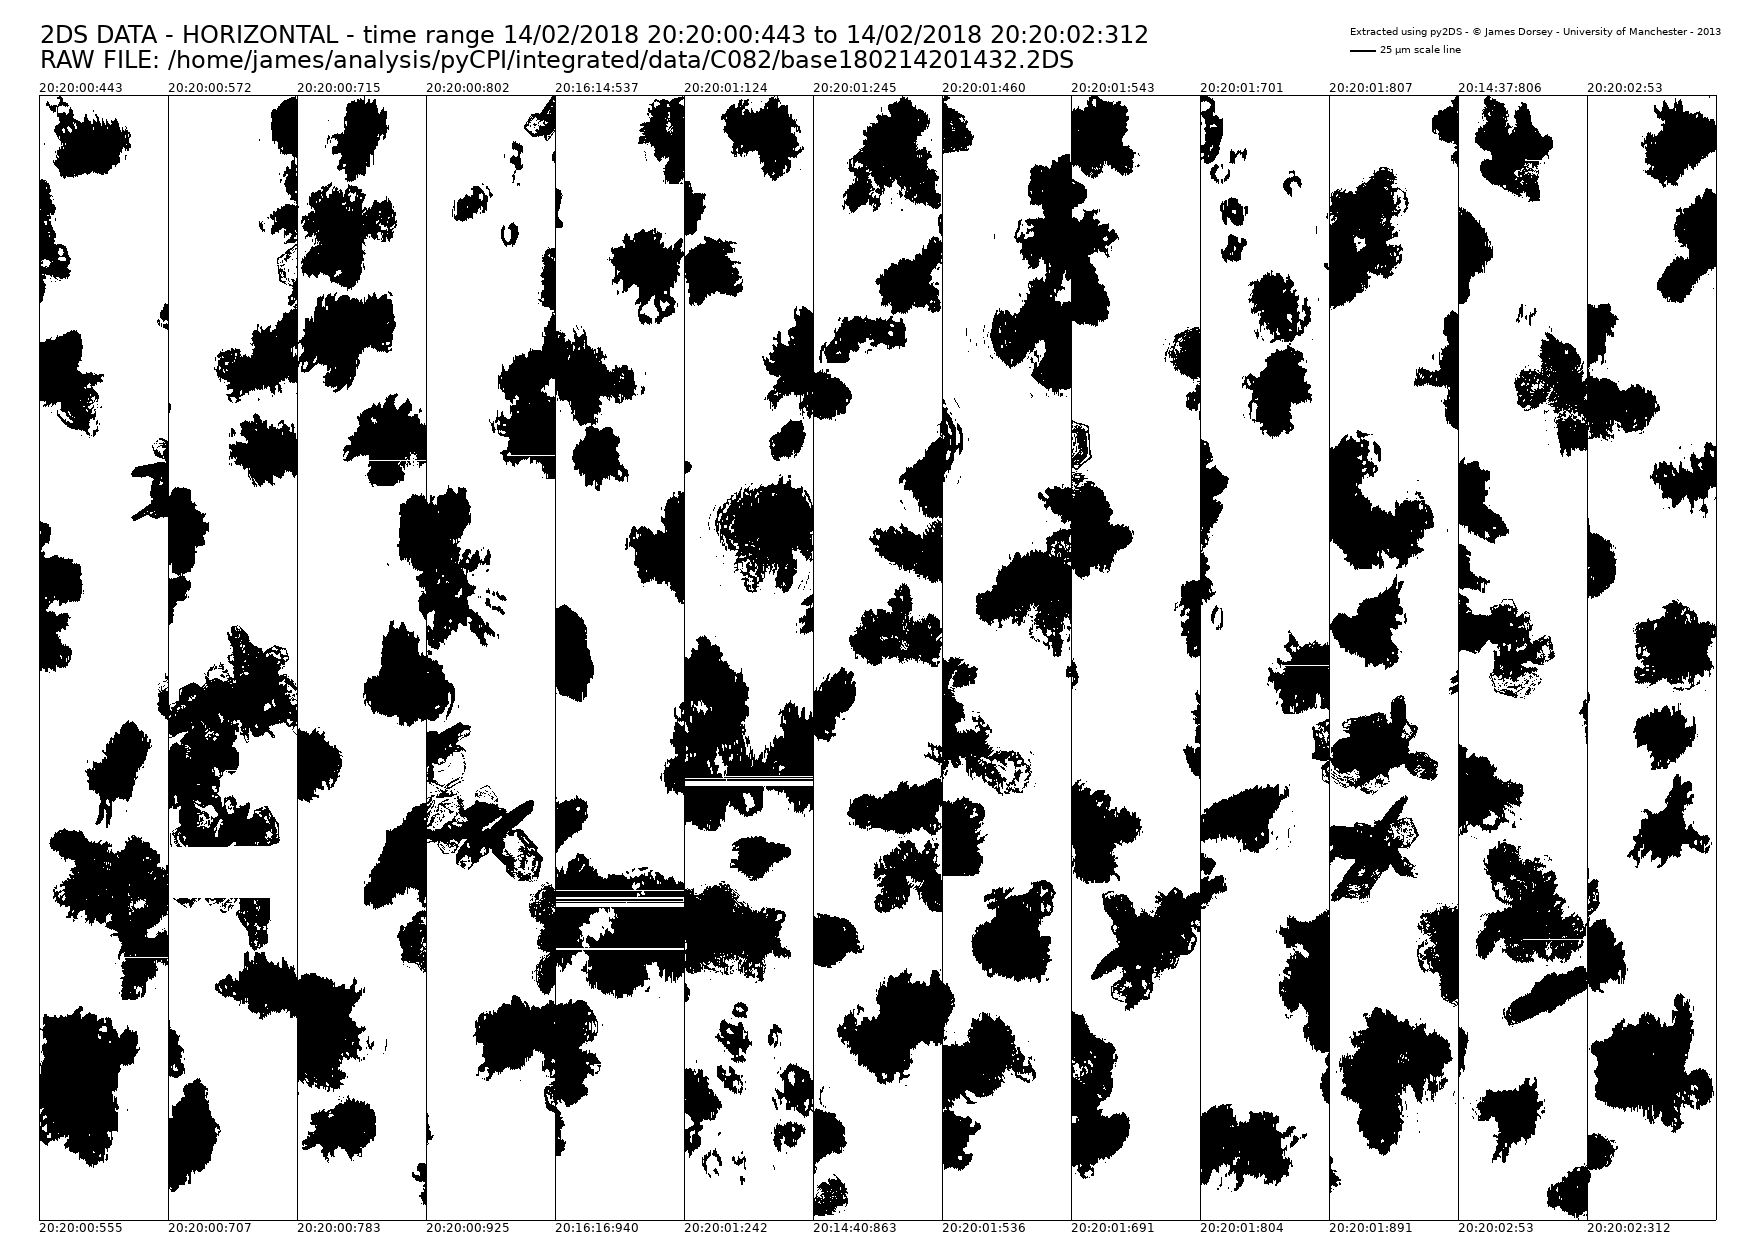 2DS DATA - HORIZONTAL - time range 14/02/2018 20:20:00:443 to 14/02/2018 20:20:02:312
RAW FILE: /home/james/analysis/pyCPI/integrated/data/C082/base180214201432.2DS
Extracted using py2DS - © James Dorsey - University of Manchester - 2013
25 µm scale line
20:20:00:443 20:20:00:572 20:20:00:715 20:20:00:802 20:16:14:537 20:20:01:124 20:20:01:245 20:20:01:460 20:20:01:543 20:20:01:701 20:20:01:807 20:14:37:806 20:20:02:53
20:20:00:555 20:20:00:707 20:20:00:783 20:20:00:925 20:16:16:940 20:20:01:242 20:14:40:863 20:20:01:536 20:20:01:691 20:20:01:804 20:20:01:891 20:20:02:53 20:20:02:312